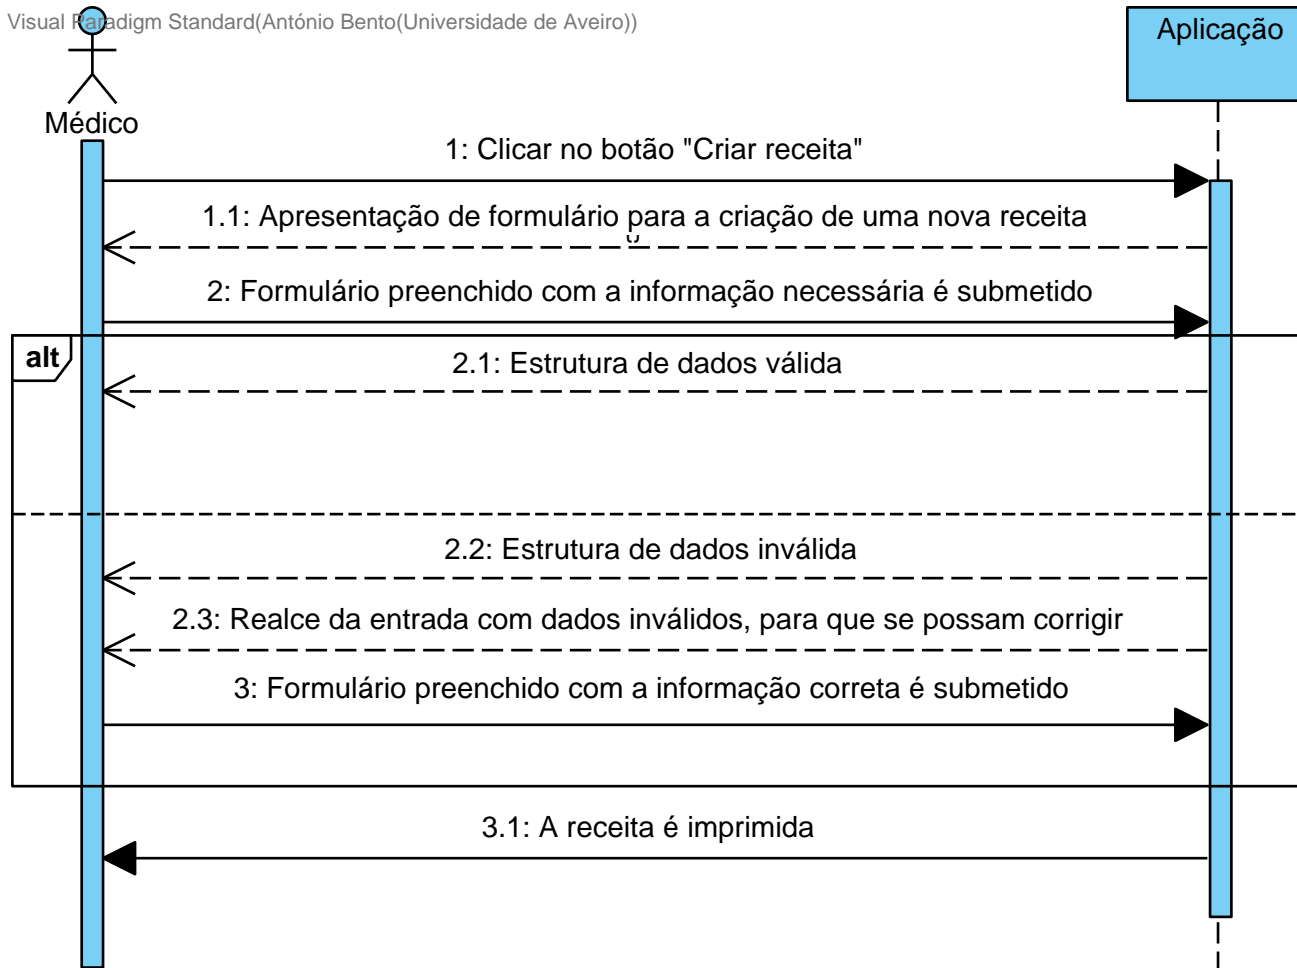 Visual Paradigm Standard(António Bento(Universidade de Aveiro))
Aplicação
Médico
1: Clicar no botão "Criar receita"
1.1: Apresentação de formulário para a criação de uma nova receita
2: Formulário preenchido com a informação necessária é submetido
alt
2.1: Estrutura de dados válida
2.2: Estrutura de dados inválida
2.3: Realce da entrada com dados inválidos, para que se possam corrigir
3: Formulário preenchido com a informação correta é submetido
3.1: A receita é imprimida